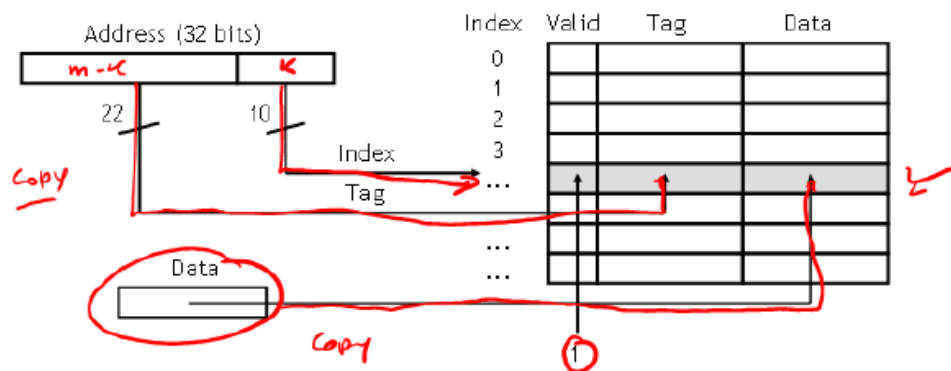 Address (32 bits)
Index Valid Tag Data
m-k k
0
1
2
3
...
...
...
22
10
Index
Tag
Copy
Data
Copy
1